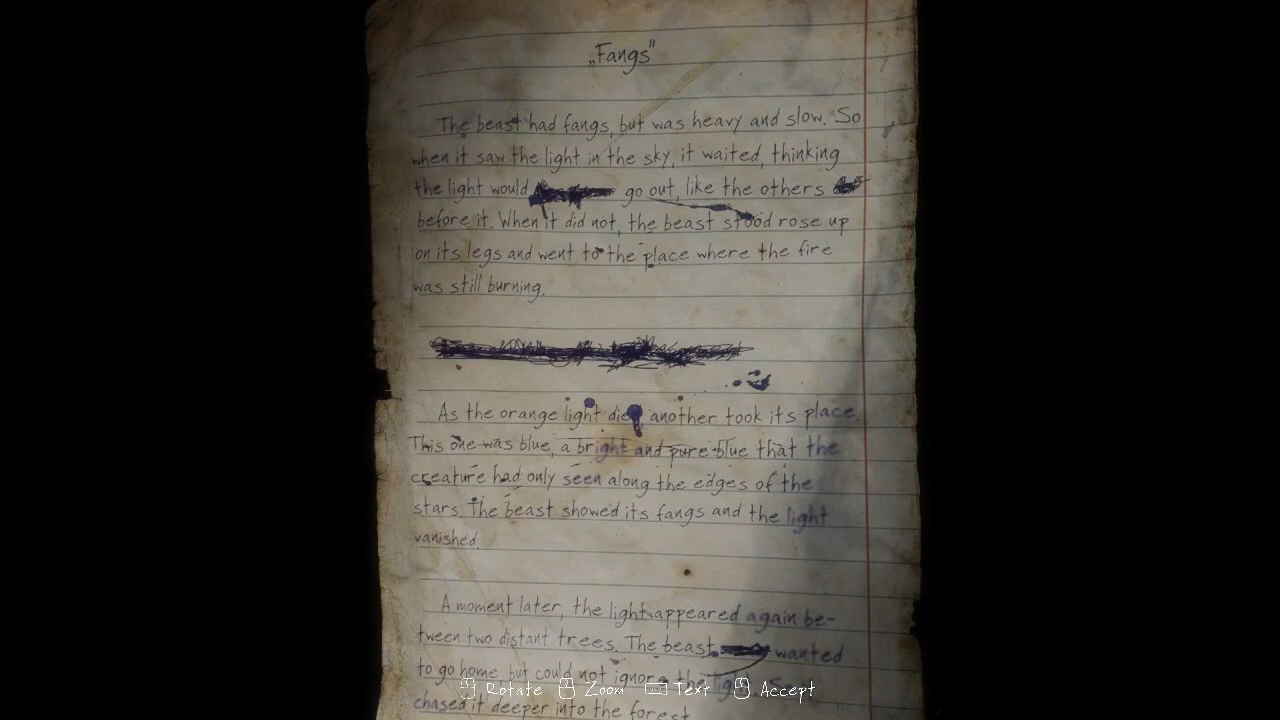 „Fangs"
The beast had fangs, but was heavy and slow. So
when it saw the light in the sky, it waited, thinking
the light would go out, like the others
before it. When it did not, the beast stood rose up
on its legs and went to the place where the fire
was still burning.
As the orange light died, another took its place.
This one was blue, a bright and pure blue that the
creature had only seen along the edges of the
stars. The beast showed its fangs and the light
vanished.
A moment later, the light appeared again be-
tween two distant trees. The beast wanted
to go home, but could not ignore the light. So
chased it deeper into the forest
Rotate Zoom Text Accept